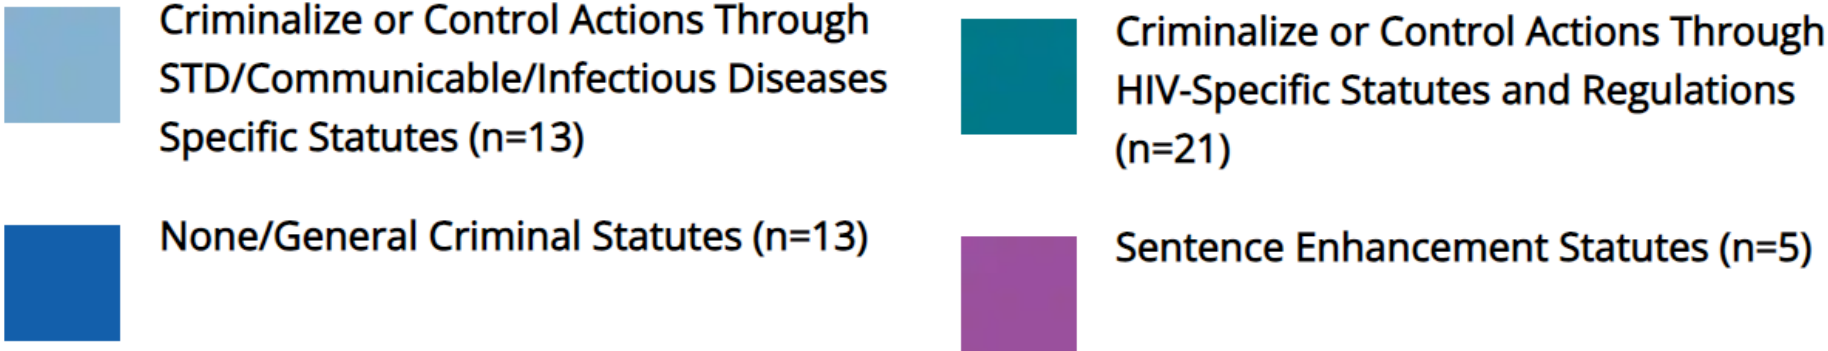 Criminalize or Control Actions Through
STD/Communicable/Infectious Diseases
Specific Statutes (n=13)
Criminalize or Control Actions Through
HIV-Specific Statutes and Regulations
(n=21)
None/General Criminal Statutes (n=13)
Sentence Enhancement Statutes (n=5)